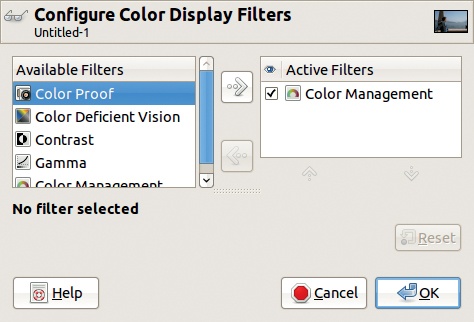 Configure Color Display Filters
Untitled-1
Available Filters
Color Proof
Color Deficient Vision
Contrast
Gamma
Color Management
Active Filters
Color Management
No filter selected
Reset
Help
Cancel
OK